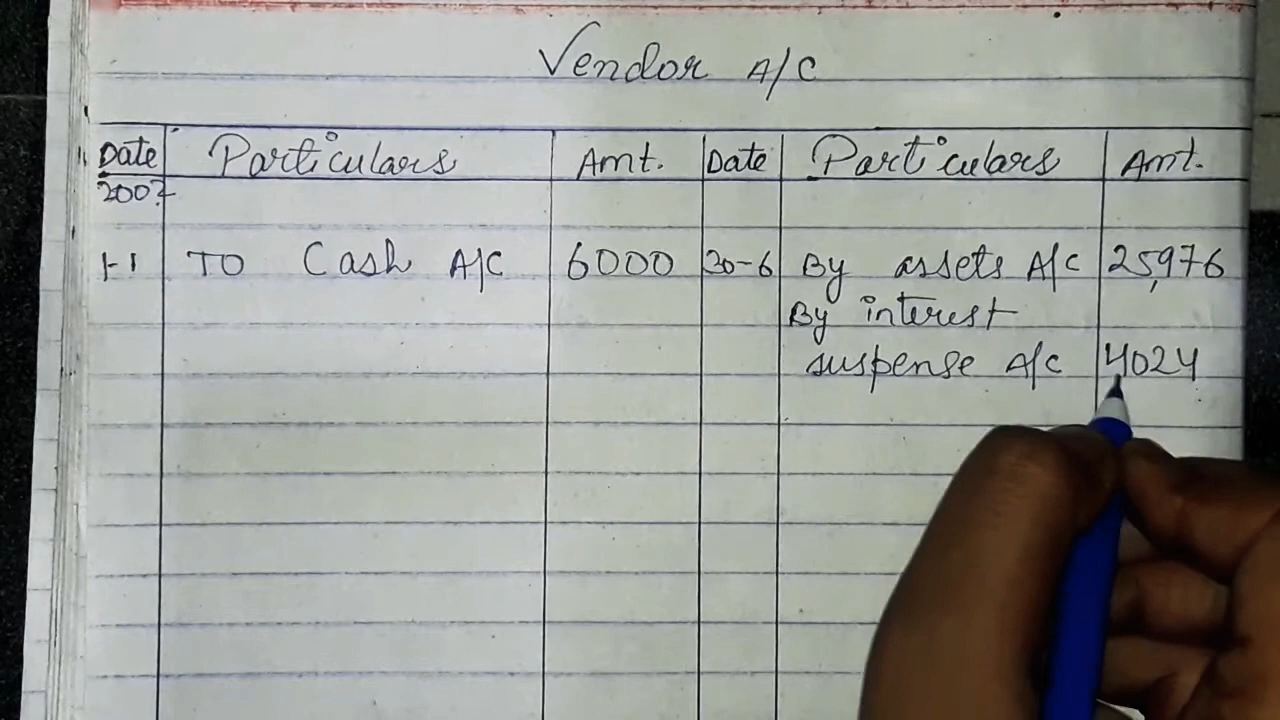 Vendor A/C
Date Particulars Amt. Date Particulars Amt.
2007
1-1 To Cash A/C 6000 30-6 By assets A/C 25,976
By interest
suspense A/C 4024